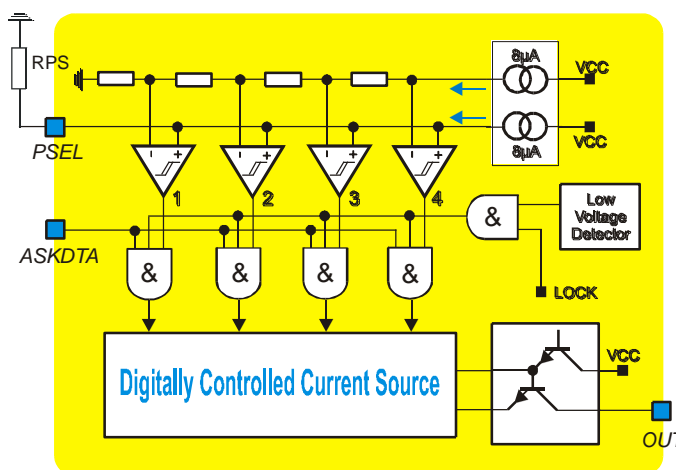 8µA
VCC
RPS
PSEL
VCC
8µA
- +
- +
- +
- +
1
2
3
4
&
Low
Voltage
Detector
ASKDTA
&
&
&
&
LOCK
Digitally Controlled Current Source
VCC
OUT